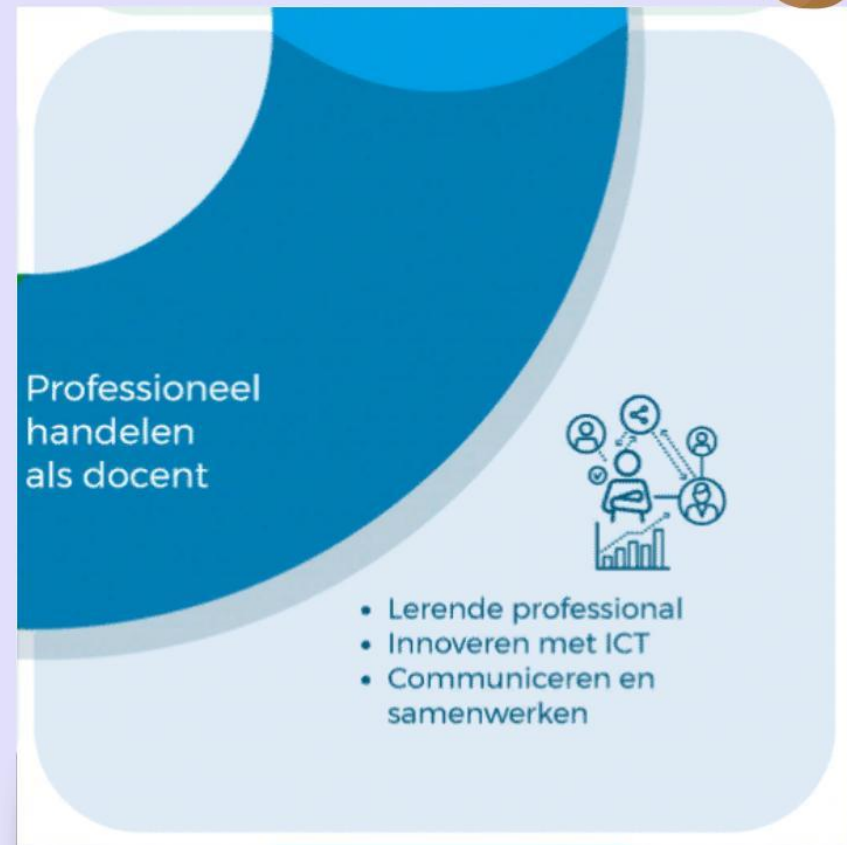 Professioneel
handelen
als docent
• Lerende professional
• Innoveren met ICT
• Communiceren en
samenwerken